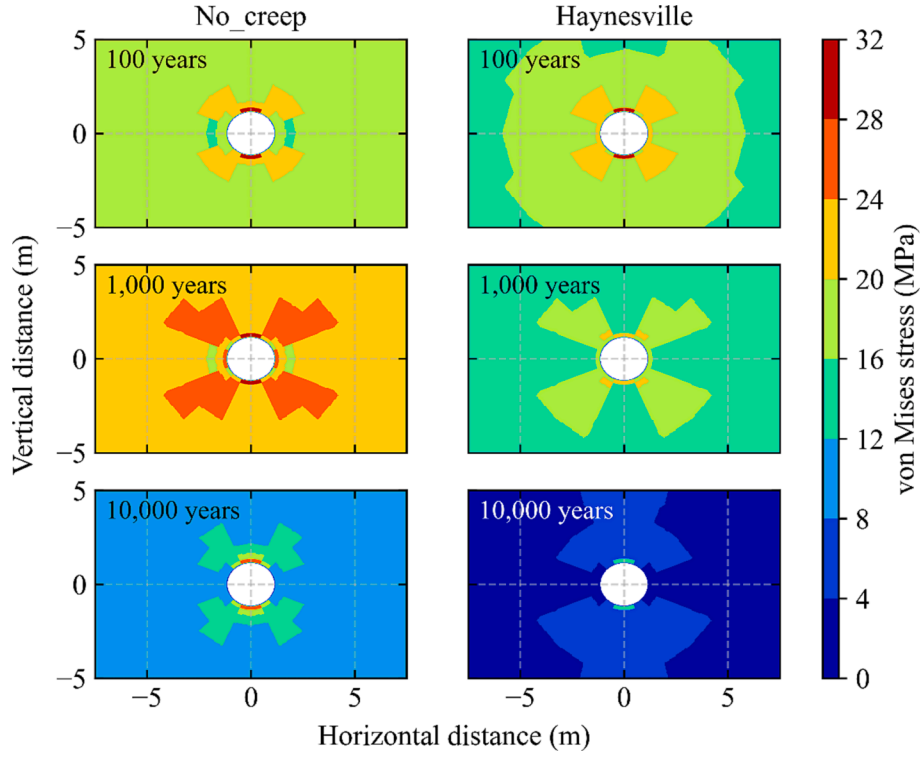 No_creep
Haynesville
5
0
−5
100 years
100 years
5
0
−5
1,000 years
1,000 years
5
0
−5
10,000 years
10,000 years
−5 0 5
−5 0 5
Vertical distance (m)
Horizontal distance (m)
32
28
24
20
16
12
8
4
0
von Mises stress (MPa)